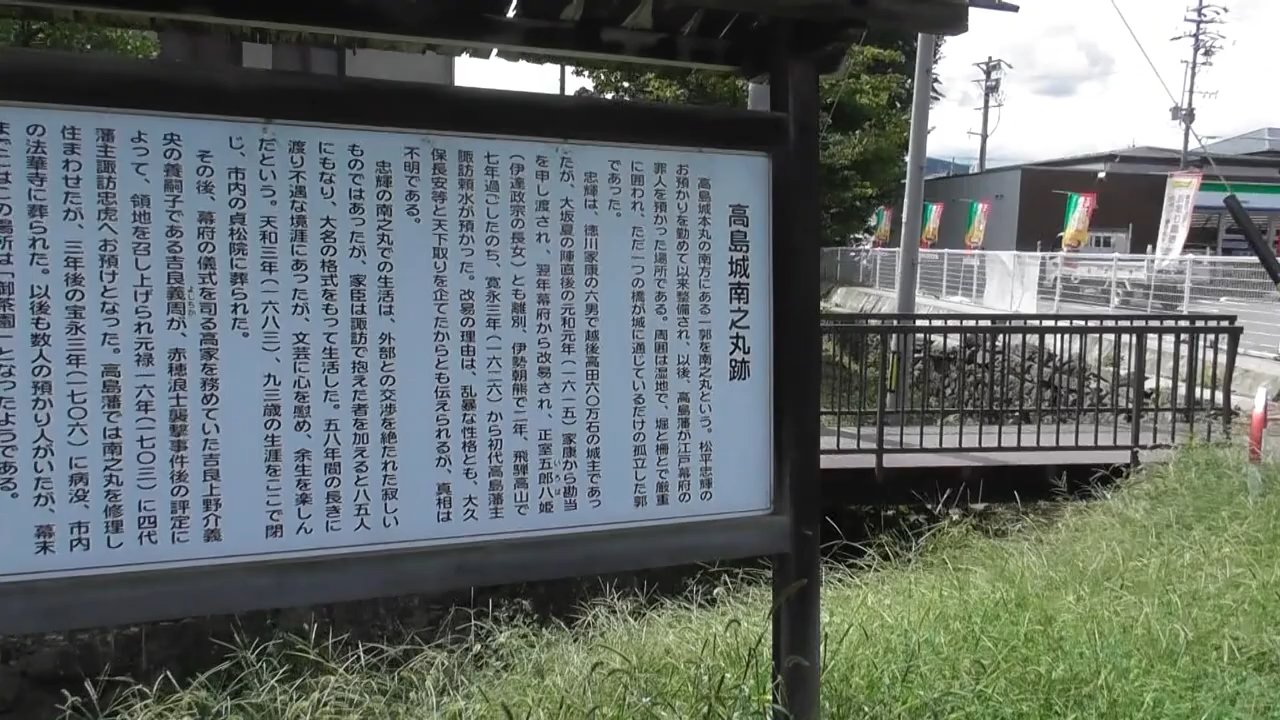 高島城南之丸跡
高島城本丸の南方にある一郭を南之丸という。松平忠輝の
お預かりを勤めて以来整備され、以後、高島藩が江戸幕府の
罪人を預かった場所である。周囲は湿地で、堀と柵とで厳重
に囲われ、ただ一つの橋が城に通じているだけの孤立した郭
であった。
忠輝は、徳川家康の六男で越後高田六〇万石の城主であっ
たが、大坂夏の陣直後の元和元年(一六一五)家康から勘当
を申し渡され、翌年幕府から改易され、正室五郎八姫
いろは
(伊達政宗の長女)とも離別、伊勢朝熊で二年、飛騨高山で
七年過ごしたのち、寛永三年(一六二六)から初代高島藩主
諏訪頼水が預かった。改易の理由は、乱暴な性格とも、大久
保長安等と天下取りを企てたからとも伝えられるが、真相は
不明である。
忠輝の南之丸での生活は、外部との交渉を絶たれた寂しい
ものではあったが、家臣は諏訪で抱えた者を加えると八五人
にもなり、大名の格式をもって生活した。五八年間の長きに
渡り不遇な境涯にあったが、文芸に心を慰め、余生を楽しん
だという。天和三年(一六八三)、九三歳の生涯をここで閉
じ、市内の貞松院に葬られた。
その後、幕府の儀式を司る高家を務めていた吉良上野介義
央の養嗣子である吉良義周が、赤穂浪士襲撃事件後の評定に
よしちか
よって、領地を召し上げられ元禄一六年(一七〇三)に四代
藩主諏訪忠虎へお預けとなった。高島藩では南之丸を修理し
住まわせたが、三年後の宝永三年(一七〇六)に病没、市内
の法華寺に葬られた。以後も数人の預かり人がいたが、幕末
までにはこの場所は「御茶園」となったようである。